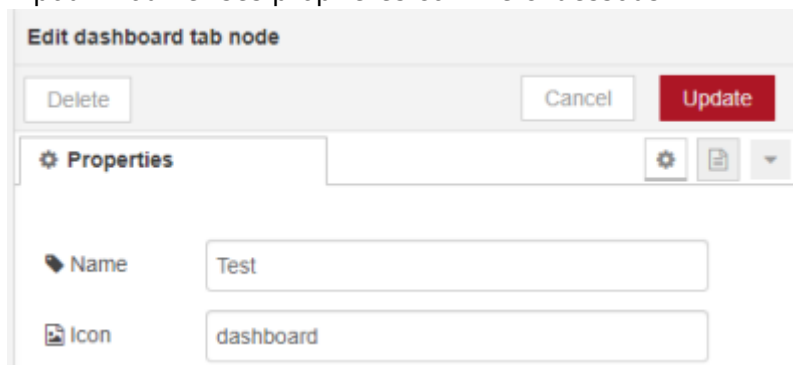 Edit dashboard tab node
Delete Cancel Update
Properties
Name Test
Icon dashboard